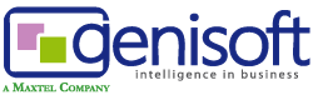 genisoft
intelligence in business
A MAXTEL COMPANY